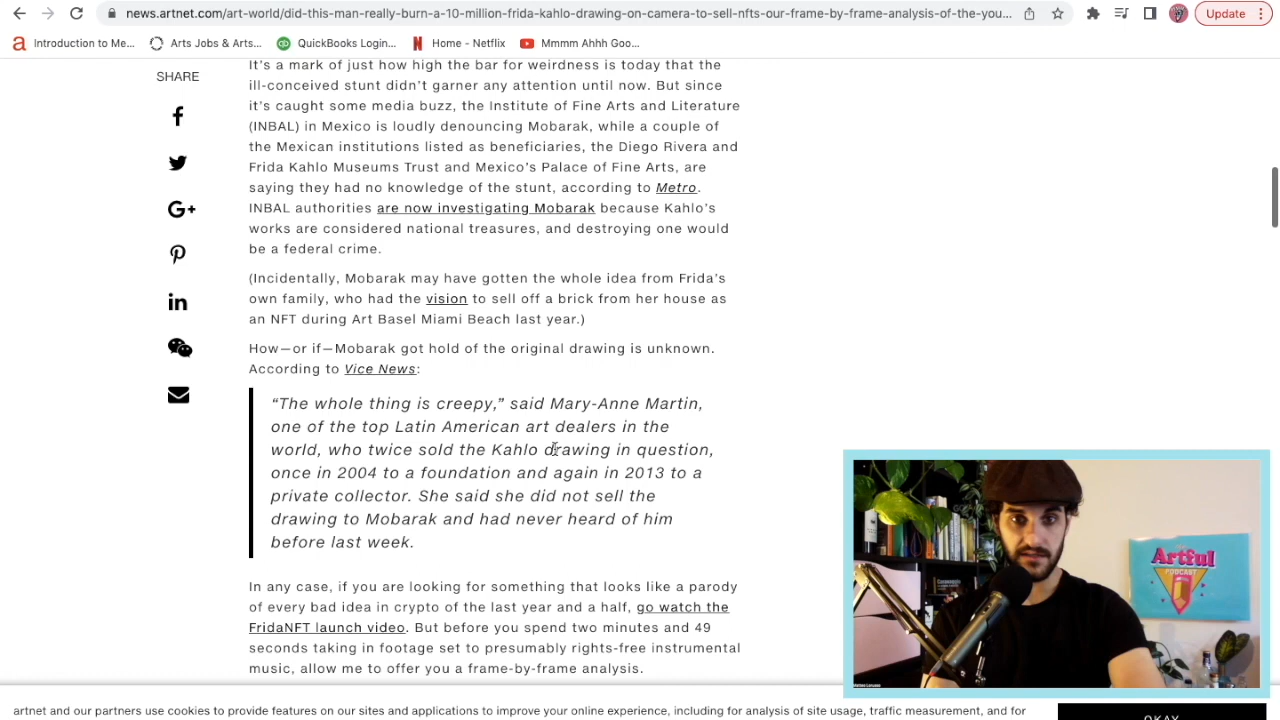 news.artnet.com/art-world/did-this-man-really-burn-a-10-million-frida-kahlo-drawing-on-camera-to-sell-nfts-our-frame-by-frame-analysis-of-the-you...
Update
Introduction to Me...
Arts Jobs & Arts...
QuickBooks Login...
Home - Netflix
Mmmm Ahhh Goo...
SHARE
It's a mark of just how high the bar for weirdness is today that the
ill-conceived stunt didn't garner any attention until now. But since
it's caught some media buzz, the Institute of Fine Arts and Literature
(INBAL) in Mexico is loudly denouncing Mobarak, while a couple of
the Mexican institutions listed as beneficiaries, the Diego Rivera and
Frida Kahlo Museums Trust and Mexico's Palace of Fine Arts, are
saying they had no knowledge of the stunt, according to Metro.
INBAL authorities are now investigating Mobarak because Kahlo's
works are considered national treasures, and destroying one would
be a federal crime.
(Incidentally, Mobarak may have gotten the whole idea from Frida's
own family, who had the vision to sell off a brick from her house as
an NFT during Art Basel Miami Beach last year.)
How—or if—Mobarak got hold of the original drawing is unknown.
According to Vice News:
“The whole thing is creepy,” said Mary-Anne Martin,
one of the top Latin American art dealers in the
world, who twice sold the Kahlo drawing in question,
once in 2004 to a foundation and again in 2013 to a
private collector. She said she did not sell the
drawing to Mobarak and had never heard of him
before last week.
In any case, if you are looking for something that looks like a parody
of every bad idea in crypto of the last year and a half, go watch the
FridaNFT launch video. But before you spend two minutes and 49
seconds taking in footage set to presumably rights-free instrumental
music, allow me to offer you a frame-by-frame analysis.
Artful
PODCAST
artnet and our partners use cookies to provide features on our sites and applications to improve your online experience, including for analysis of site usage, traffic measurement, and for
OKAY